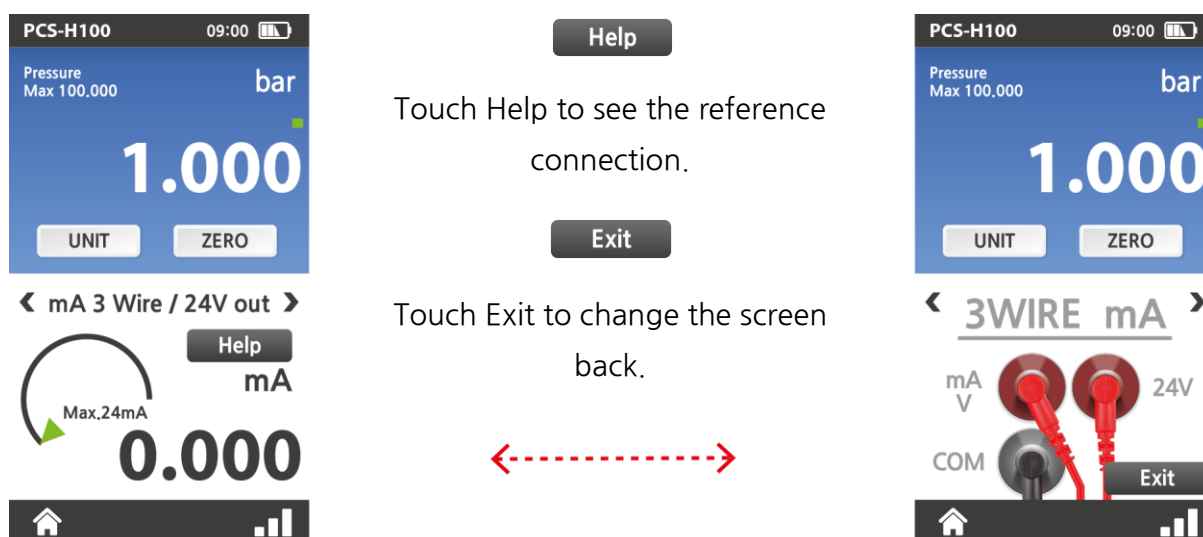 PCS-H100 09:00
Pressure
Max 100.000
bar
1.000
UNIT ZERO
mA 3 Wire / 24V out
Help
mA
Max.24mA
0.000
Help
Touch Help to see the reference
connection.
Exit
Touch Exit to change the screen
back.
PCS-H100 09:00
Pressure
Max 100.000
bar
1.000
UNIT ZERO
3WIRE mA
mA
V
24V
COM
Exit